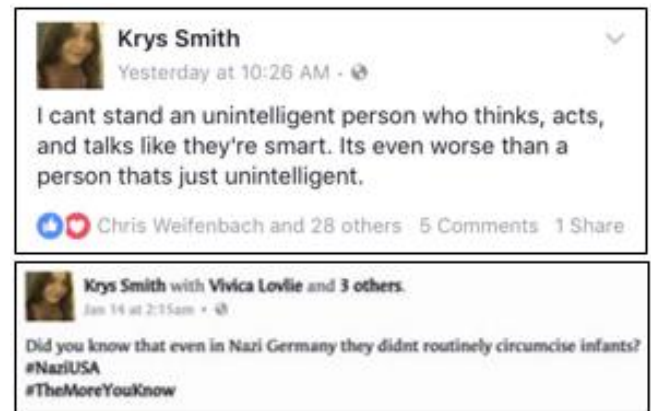 Krys Smith
Yesterday at 10:26 AM ·
I cant stand an unintelligent person who thinks, acts,
and talks like they're smart. Its even worse than a
person thats just unintelligent.
Chris Weifenbach and 28 others 5 Comments 1 Share
Krys Smith with Vivica Lovlie and 3 others.
Jan 14 at 2:15am ·
Did you know that even in Nazi Germany they didnt routinely circumcise infants?
#NaziUSA
#TheMoreYouKnow